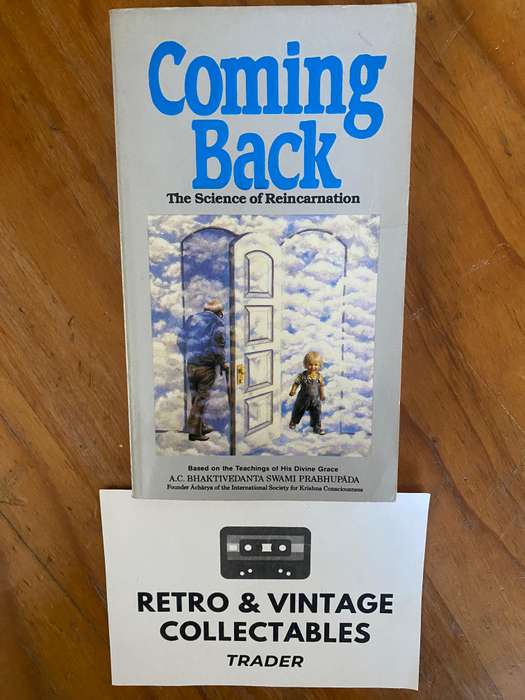 Coming
Back
The Science of Reincarnation
Based on the Teachings of His Divine Grace
A.C. BHAKTIVEDANTA SWAMI PRABHUPĀDA
Founder Āchārya of the International Society for Krishna Consciousness
RETRO & VINTAGE
COLLECTABLES
TRADER